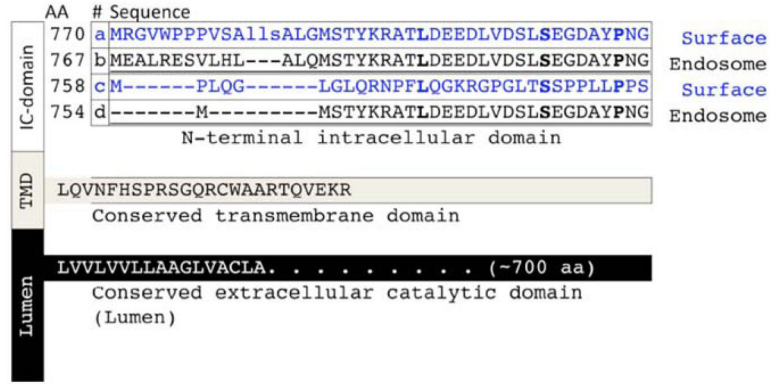 AA # Sequence
770 a MRGVWPPPVSAllsALGMSTYKRATLDEEDLVDSLSEGDAYPNG Surface
767 b MEALRESVLHL---ALQMSTYKRATLDEEDLVDSLSEGDAYPNG Endosome
758 c M------PLQG------LGLQRNPFLQGKRGPGLTSSPPLLPPS Surface
754 d -------M---------MSTYKRATLDEEDLVDSLSEGDAYPNG Endosome
N-terminal intracellular domain
IC-domain
LQVNFHSPRSGQRCWAARTQVEKR
Conserved transmembrane domain
TMD
LVVLVVLLAAGLVACLA. . . . . . . . . . (~700 aa)
Conserved extracellular catalytic domain
(Lumen)
Lumen